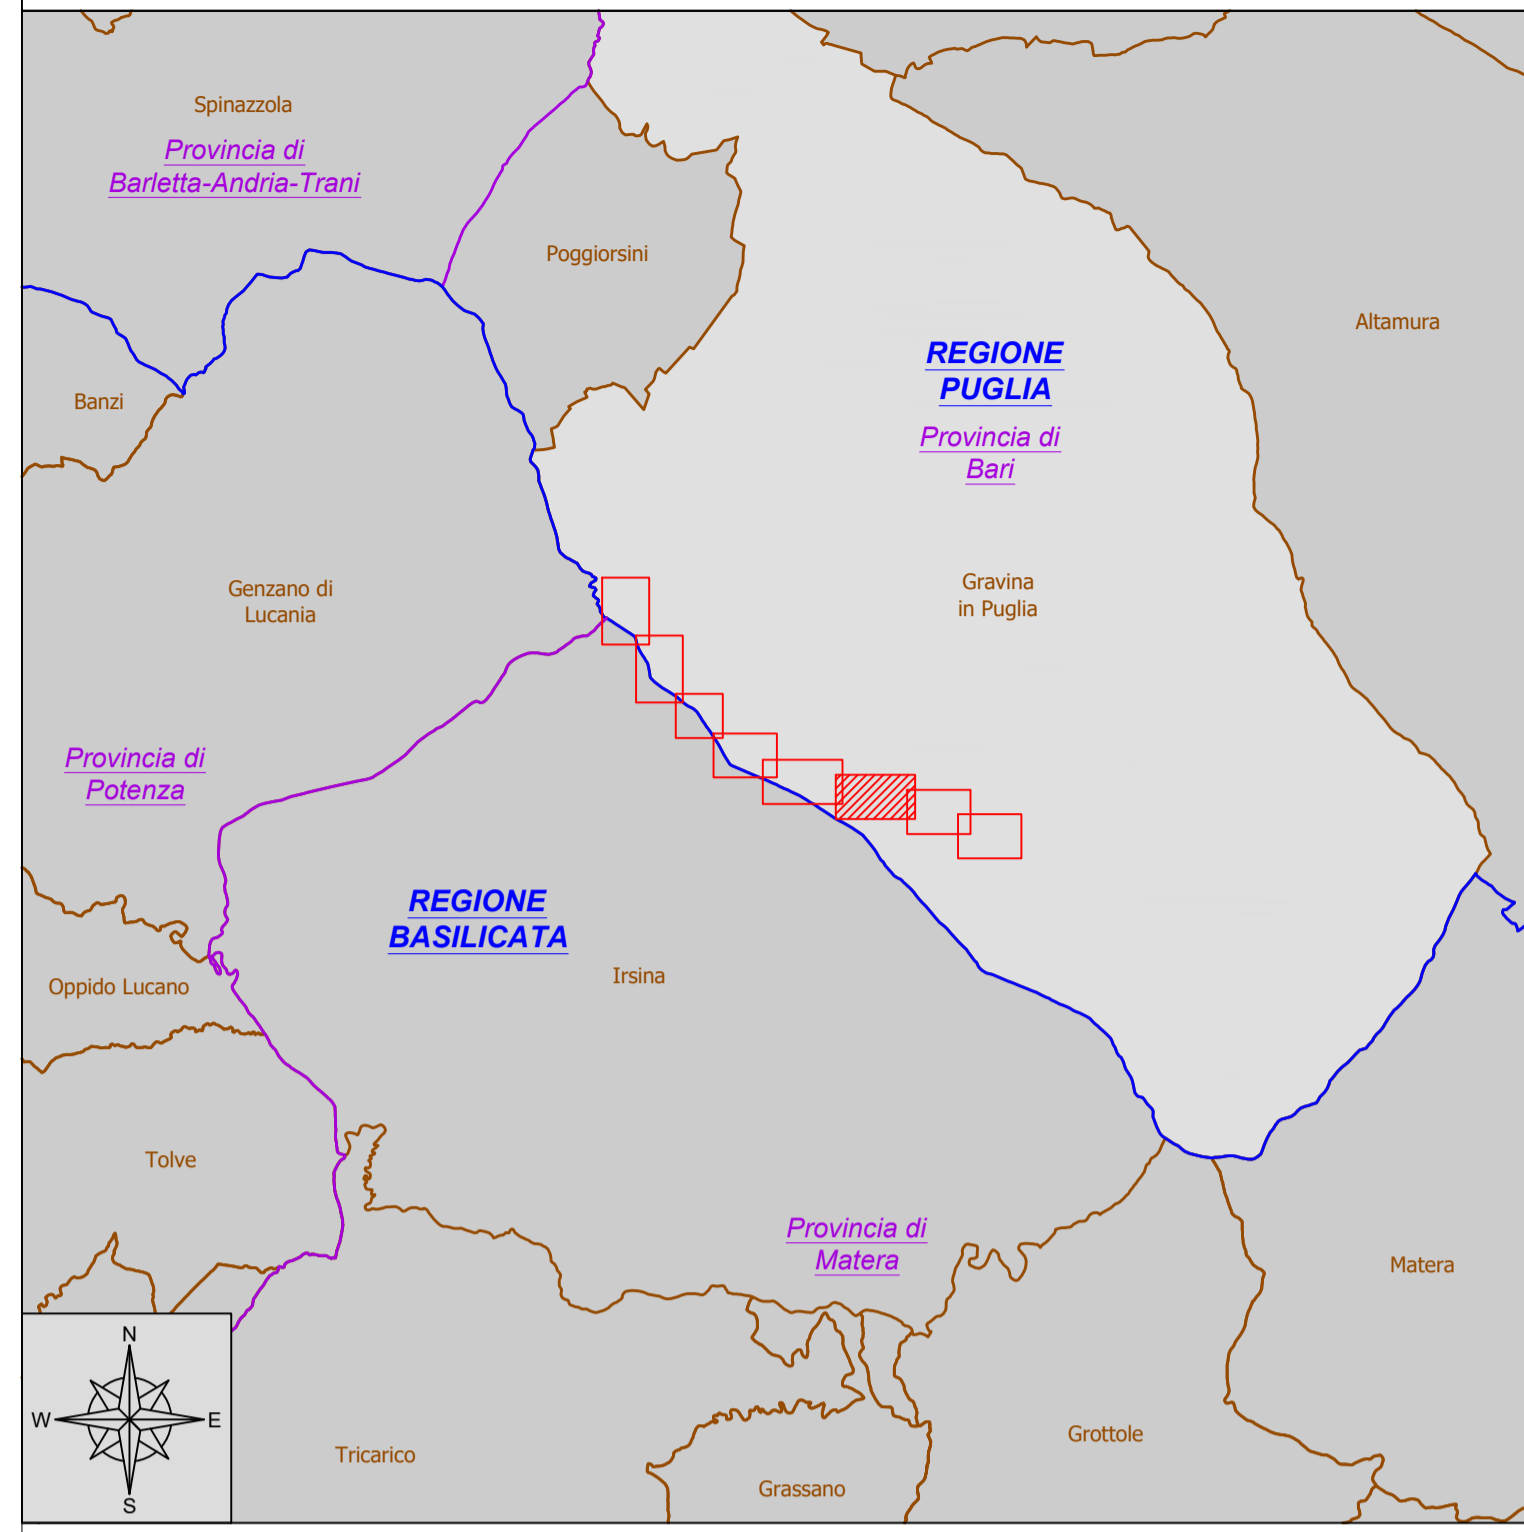 Spinazzola
Provincia di
Barletta-Andria-Trani
Poggiorsini
Altamura
REGIONE
PUGLIA
Banzi
Provincia di
Bari
Genzano di
Lucania
Gravina
in Puglia
Provincia di
Potenza
REGIONE
BASILICATA
Irsina
Oppido Lucano
Tolve
Provincia di
Matera
Matera
N
W
E
S
Tricarico
Grottole
Grassano